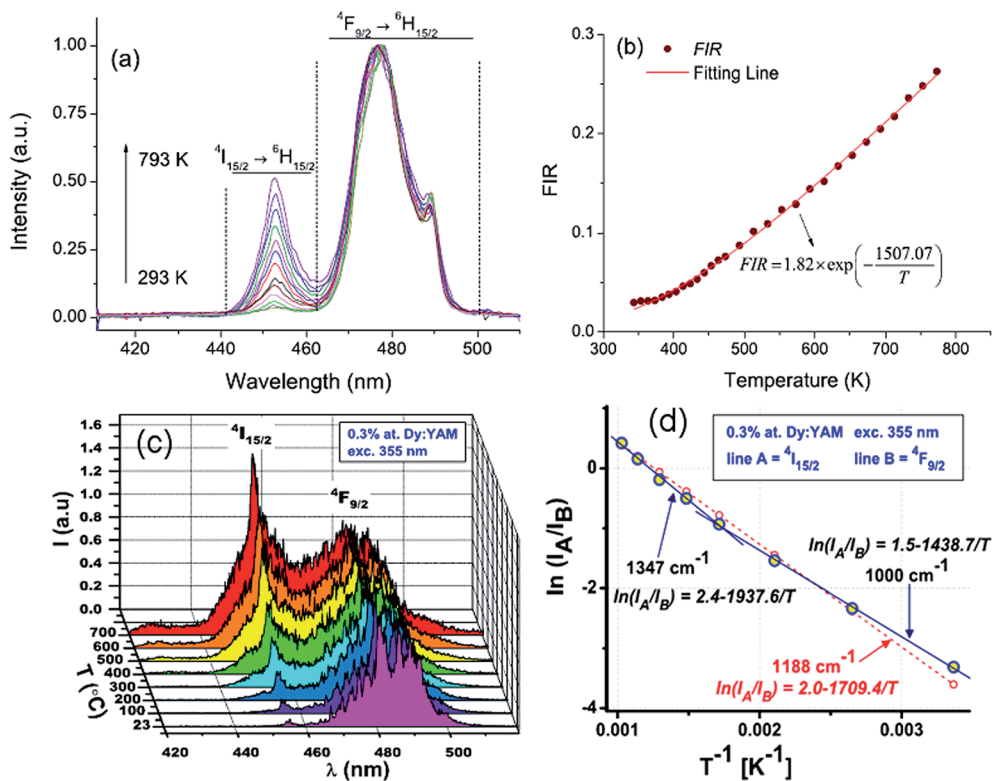 (a)
⁴F₉/₂ → ⁶H₁₅/₂
⁴I₁₅/₂ → ⁶H₁₅/₂
793 K
293 K
1.00
0.75
0.50
0.25
0.00
Intensity (a.u.)
420 440 460 480 500
Wavelength (nm)
(b)
FIR
Fitting Line
FIR = 1.82 × exp(−1507.07/T)
0.3
0.2
0.1
0.0
FIR
300 400 500 600 700 800
Temperature (K)
(c)
0.3% at. Dy:YAM
exc. 355 nm
⁴I₁₅/₂
⁴F₉/₂
1.6
1.4
1.2
1.0
0.8
0.6
0.4
0.2
0.0
I (a.u)
700
600
500
400
300
200
100
23
T (°C)
420 440 460 480 500
λ (nm)
(d)
0.3% at. Dy:YAM exc. 355 nm
line A = ⁴I₁₅/₂ line B = ⁴F₉/₂
1347 cm⁻¹
ln(I_A/I_B) = 2.4-1937.6/T
ln(I_A/I_B) = 1.5-1438.7/T
1000 cm⁻¹
1188 cm⁻¹
ln(I_A/I_B) = 2.0-1709.4/T
0
-2
-4
ln (I_A/I_B)
0.001 0.002 0.003
T⁻¹ [K⁻¹]